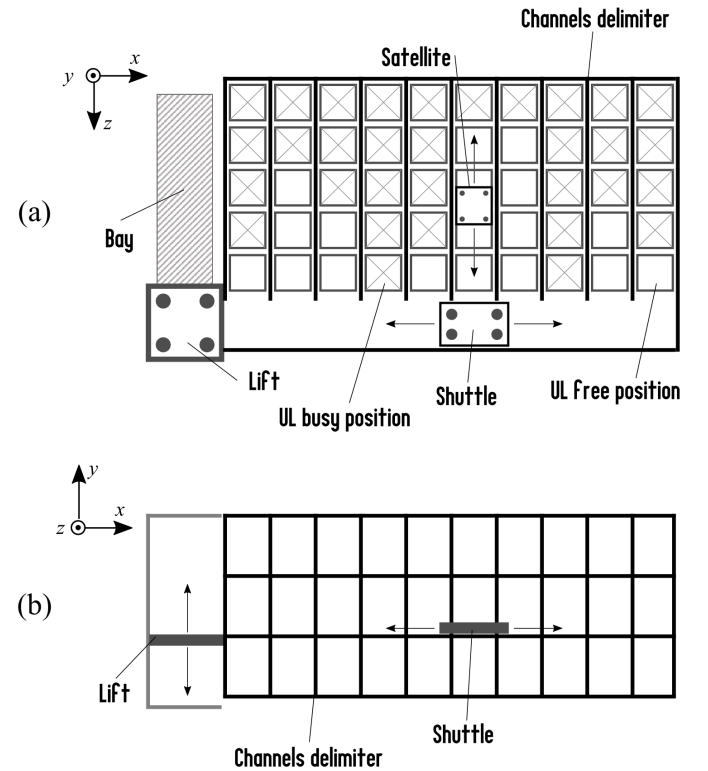 Channels delimiter
Satellite
y
x
z
(a)
Bay
Lift
Shuttle
UL free position
UL busy position
y
x
z
(b)
Lift
Shuttle
Channels delimiter